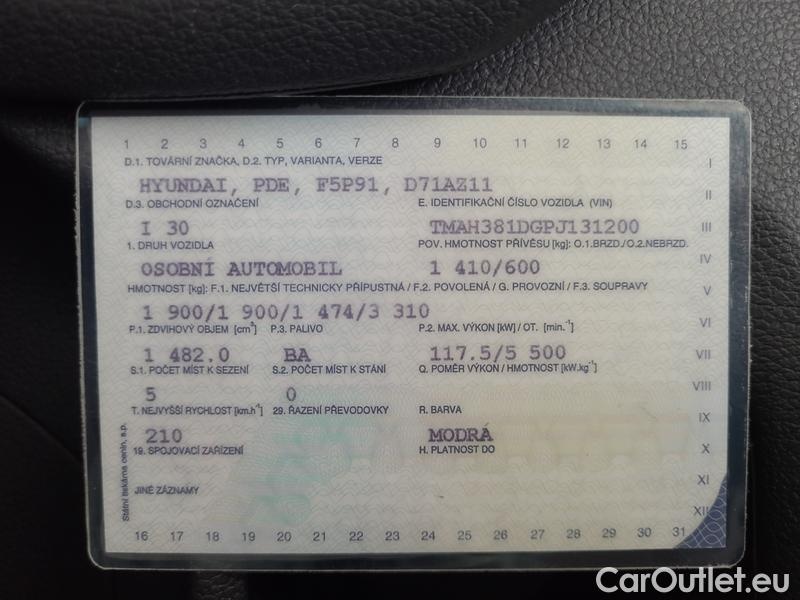 1 2 3 4 5 6 7 8 9 10 11 12 13 14 15
D.1. TOVÁRNÍ ZNAČKA, D.2. TYP, VARIANTA, VERZE
I
HYUNDAI, PDE, F5P91, D71AZ11
II
D.3. OBCHODNÍ OZNAČENÍ E. IDENTIFIKAČNÍ ČÍSLO VOZIDLA (VIN)
I 30 TMAH381DGPJ131200
III
1. DRUH VOZIDLA POV. HMOTNOST PŘÍVĚSU [kg]: O.1.BRZD./O.2.NEBRZD.
OSOBNÍ AUTOMOBIL 1 410/600
IV
HMOTNOST [kg]: F.1. NEJVĚTŠÍ TECHNICKY PŘÍPUSTNÁ / F.2. POVOLENÁ / G. PROVOZNÍ / F.3. SOUPRAVY
V
1 900/1 900/1 474/3 310
VI
P.1. ZDVIHOVÝ OBJEM [cm³] P.3. PALIVO P.2. MAX. VÝKON [kW] / OT. [min.⁻¹]
1 482.0 BA 117.5/5 500
VII
S.1. POČET MÍST K SEZENÍ S.2. POČET MÍST K STÁNÍ Q. POMĚR VÝKON / HMOTNOST [kW.kg⁻¹]
VIII
5 0
T. NEJVYŠŠÍ RYCHLOST [km.h⁻¹] 29. ŘAZENÍ PŘEVODOVKY R. BARVA
IX
210 MODRÁ
19. SPOJOVACÍ ZAŘÍZENÍ H. PLATNOST DO
X
XI
JINÉ ZÁZNAMY
XII
Státní tiskárna cenin, s.p.
16 17 18 19 20 21 22 23 24 25 26 27 28 29 30 31
CarOutlet.eu